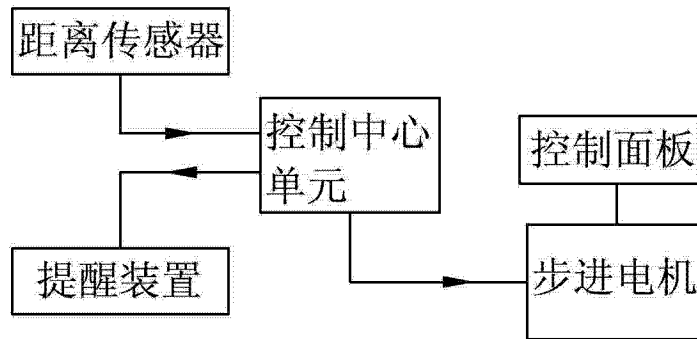 距离传感器
控制中心
单元
控制面板
提醒装置
步进电机